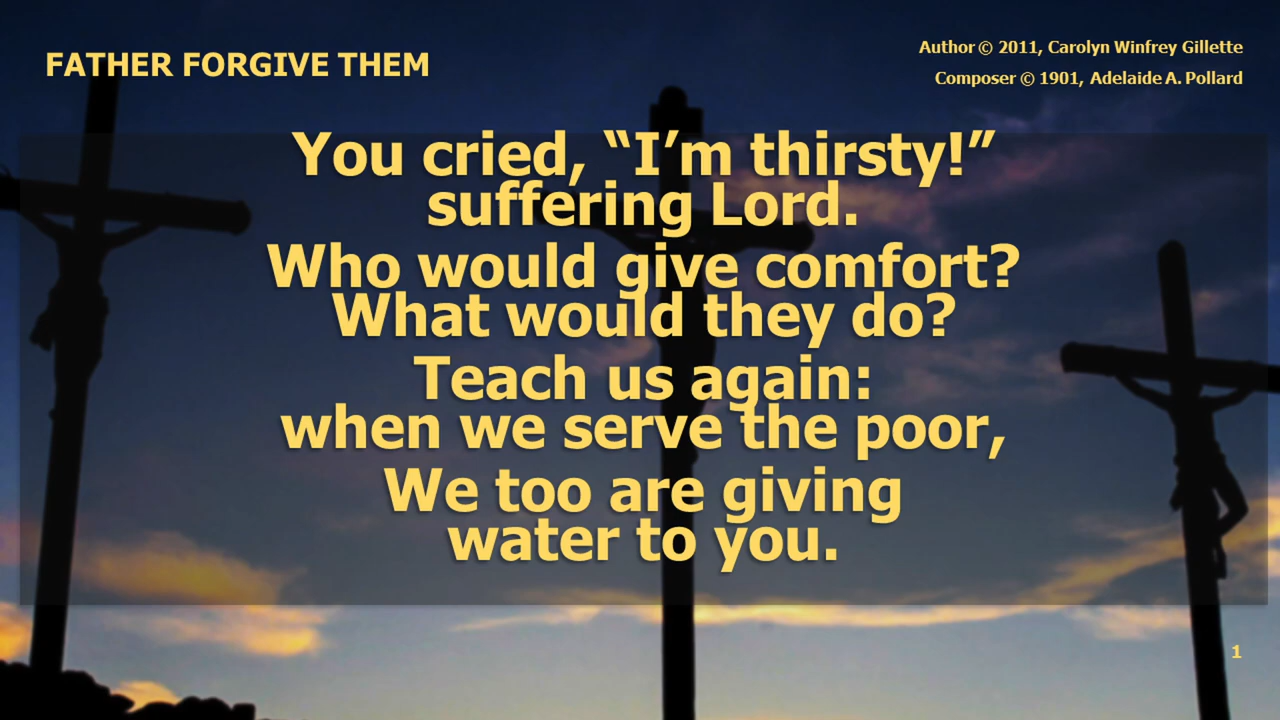 FATHER FORGIVE THEM
Author © 2011, Carolyn Winfrey Gillette
Composer © 1901, Adelaide A. Pollard
You cried, “I’m thirsty!”
suffering Lord.
Who would give comfort?
What would they do?
Teach us again:
when we serve the poor,
We too are giving
water to you.
1